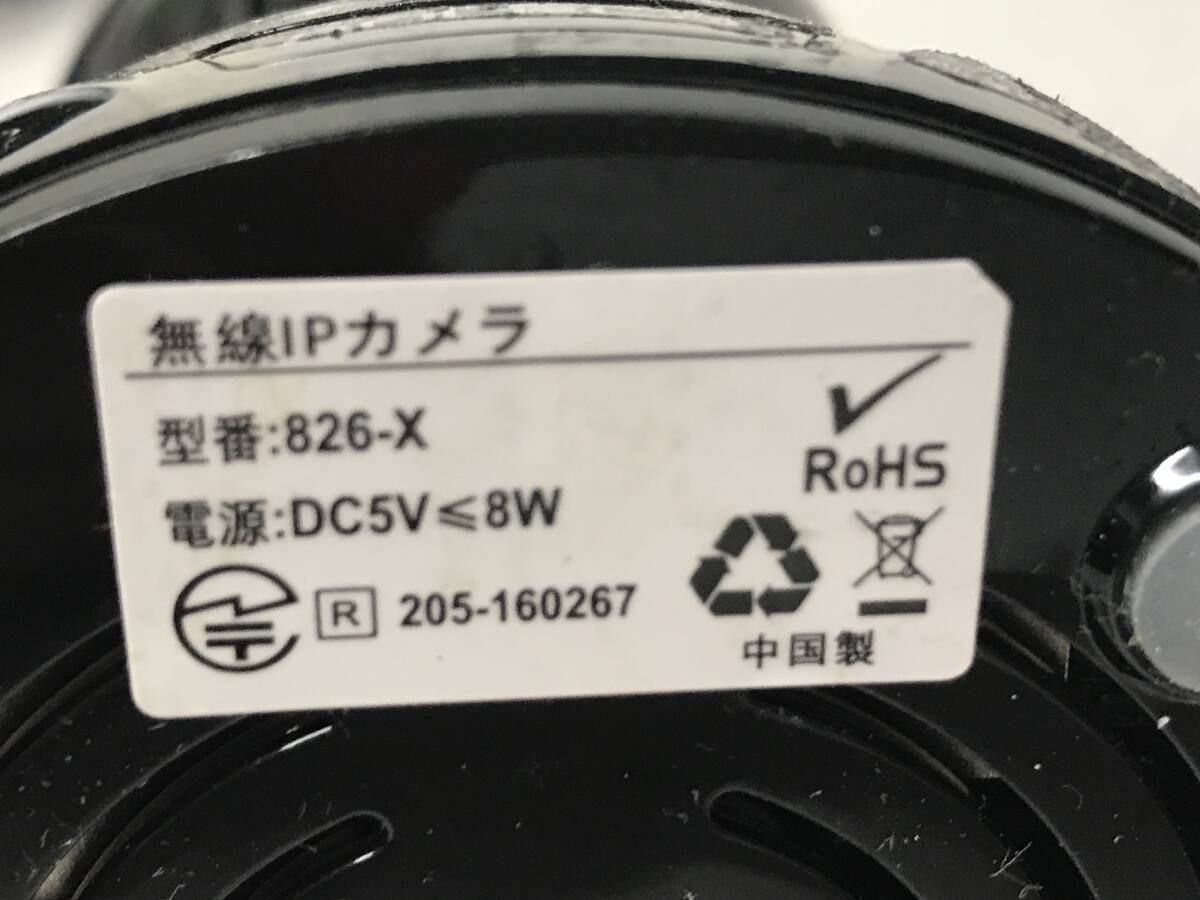 無線IPカメラ
型番:826-X
電源:DC5V≤8W
R 205-160267
RoHS
中国製